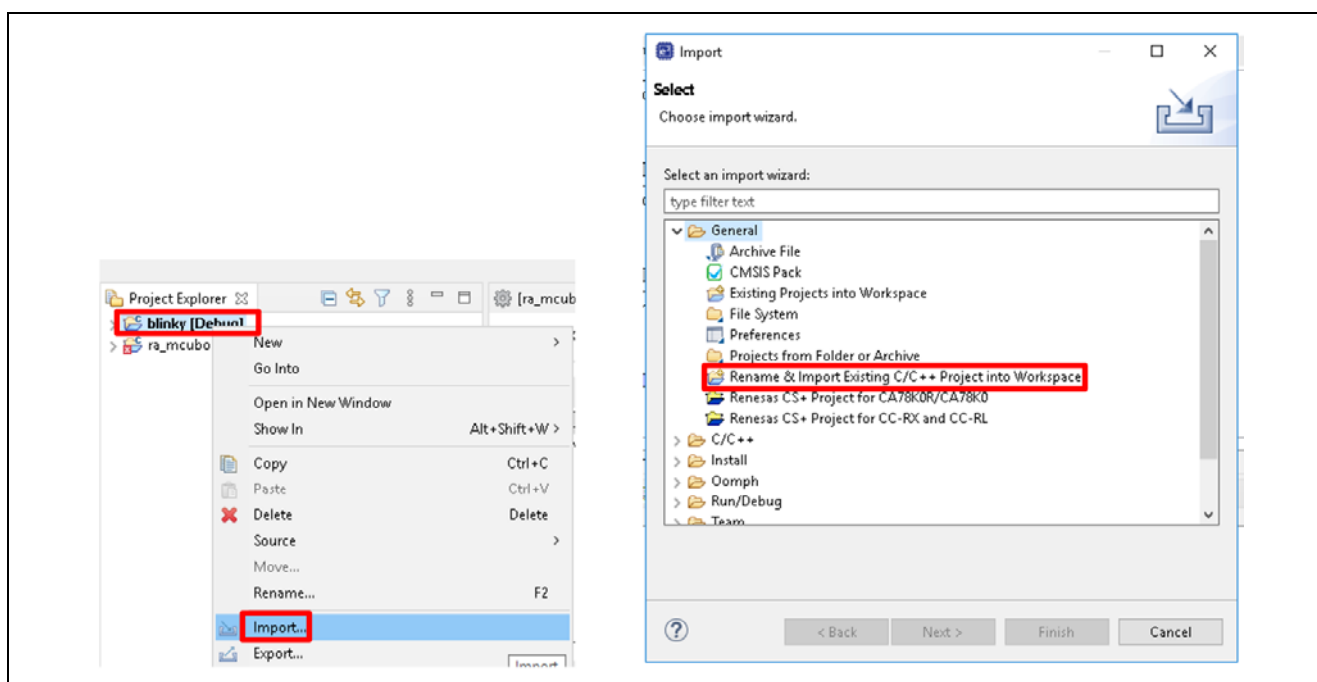 Project Explorer
[ra_mcub
blinky [Debug]
ra_mcubo
New
Go Into
Open in New Window
Show In Alt+Shift+W >
Copy Ctrl+C
Paste Ctrl+V
Delete Delete
Source
Move...
Rename... F2
Import...
Export...
Import
Import
Select
Choose import wizard.
Select an import wizard:
type filter text
General
Archive File
CMSIS Pack
Existing Projects into Workspace
File System
Preferences
Projects from Folder or Archive
Rename & Import Existing C/C++ Project into Workspace
Renesas CS+ Project for CA78K0R/CA78K0
Renesas CS+ Project for CC-RX and CC-RL
C/C++
Install
Oomph
Run/Debug
Team
?
< Back Next > Finish Cancel